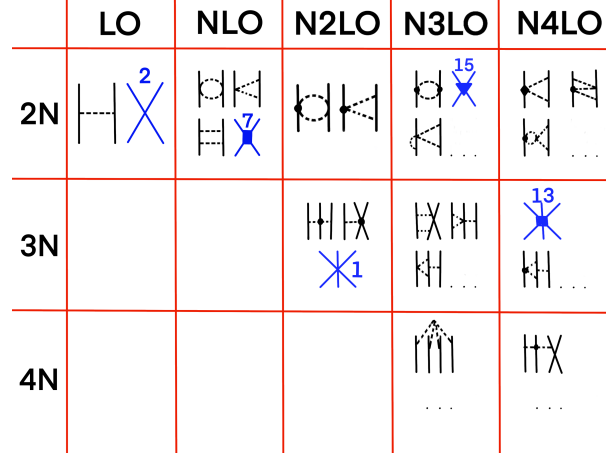 LO NLO N2LO N3LO N4LO
2N 2 7 15
. . . . . .
3N 1 13
. . . . . .
4N
. . . . . .